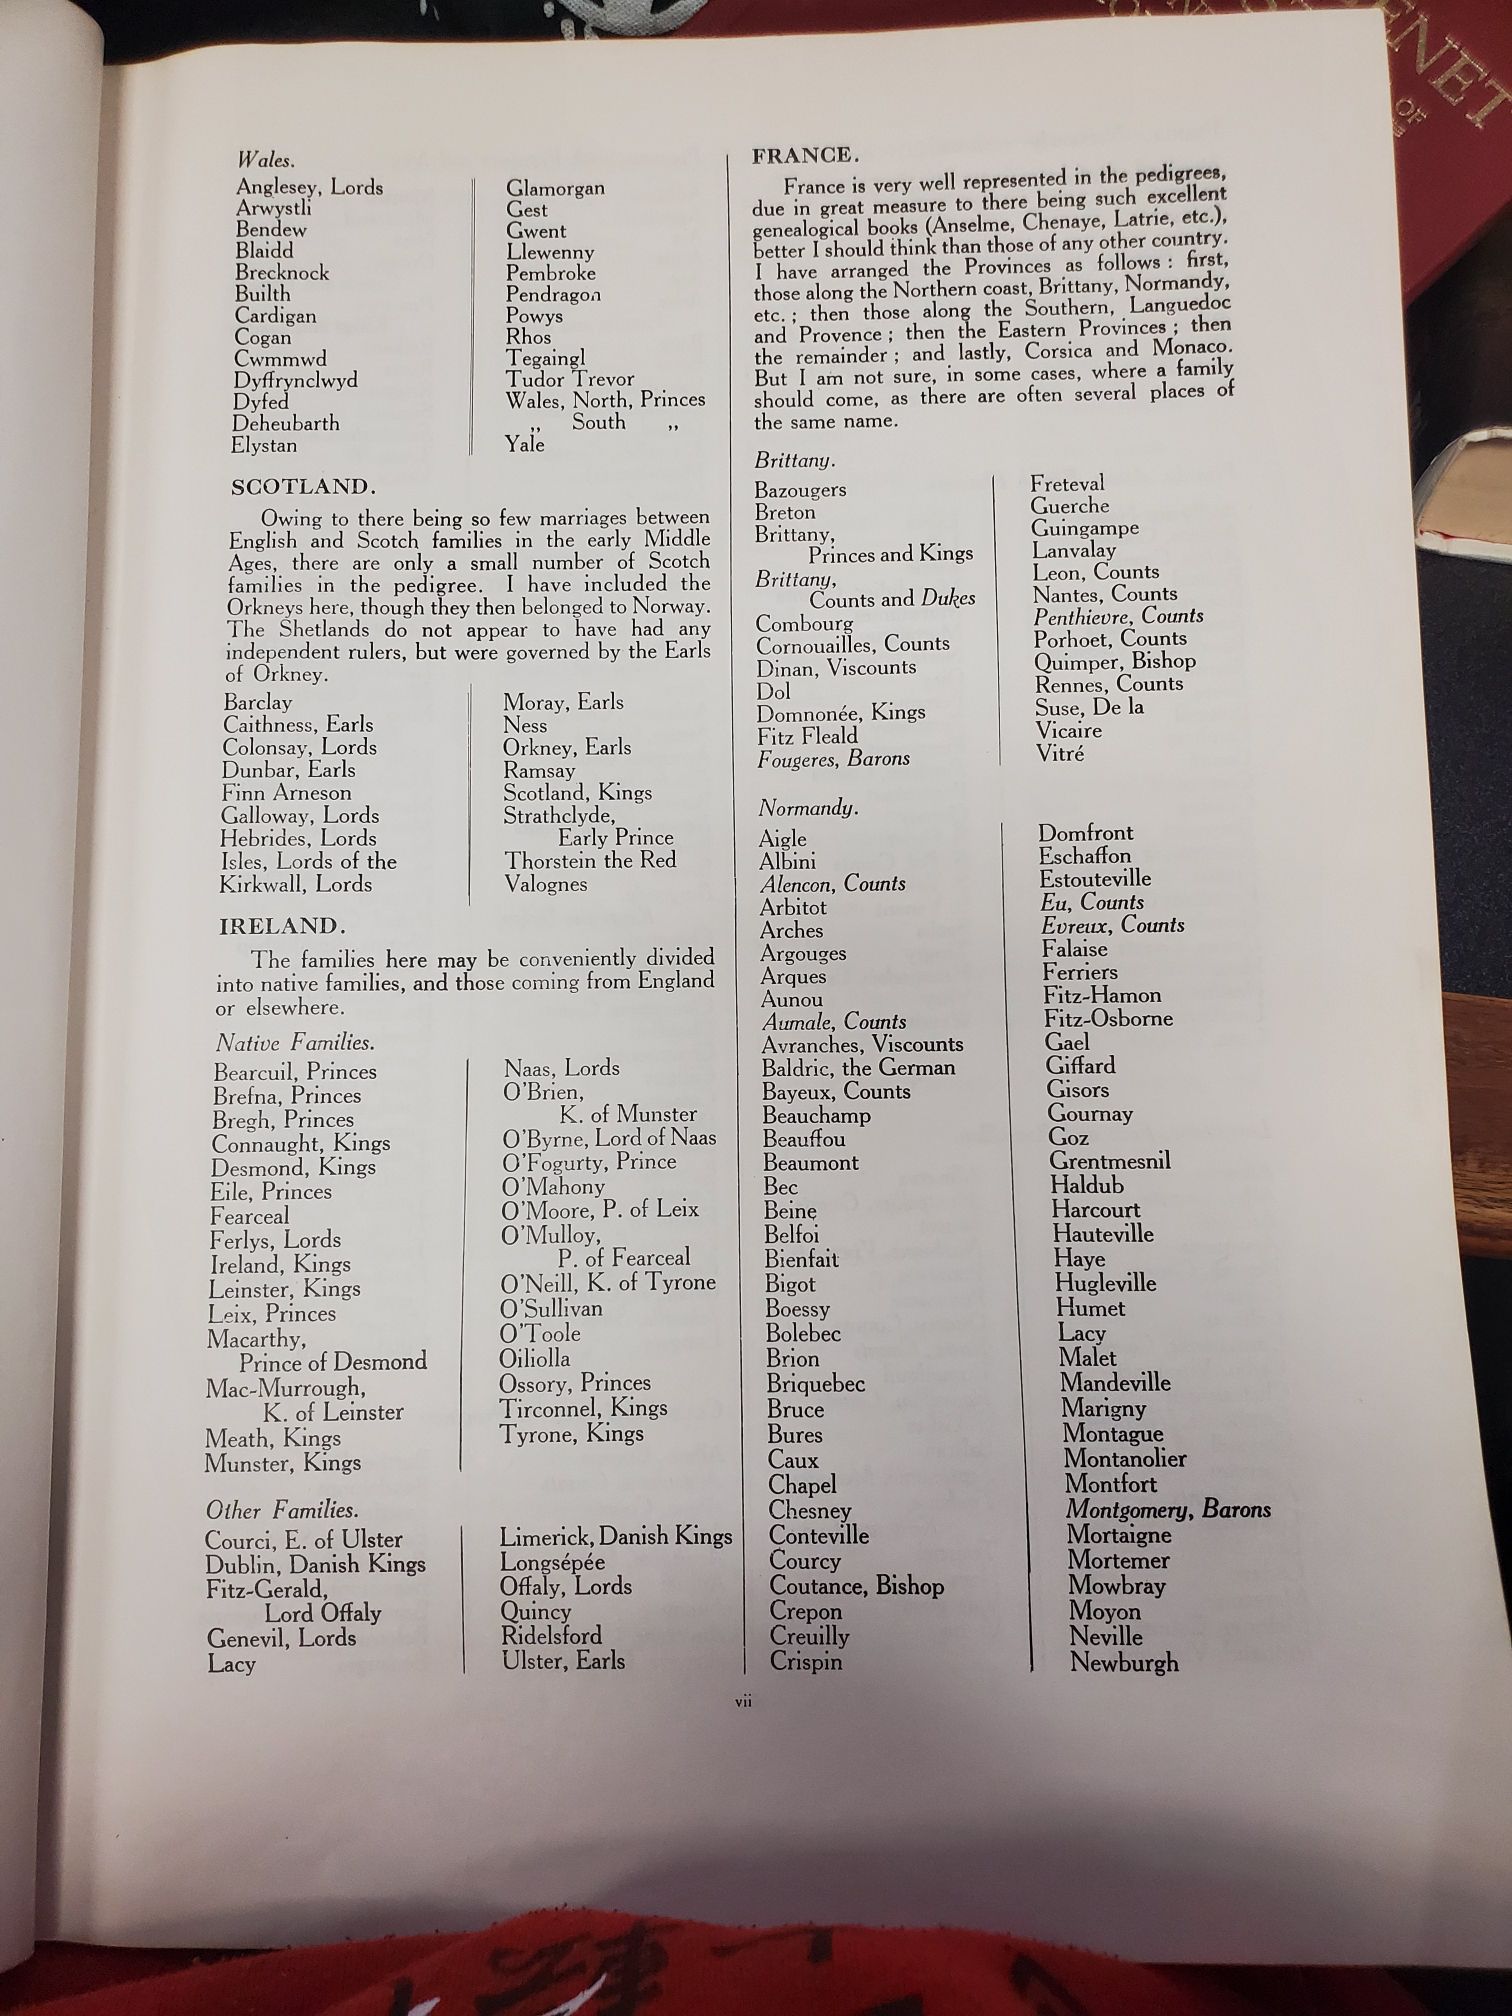 Wales.
Anglesey, Lords
Arwystli
Bendew
Blaidd
Brecknock
Builth
Cardigan
Cogan
Cwmmwd
Dyffrynclwyd
Dyfed
Deheubarth
Elystan
Glamorgan
Gest
Gwent
Llewenny
Pembroke
Pendragon
Powys
Rhos
Tegaingl
Tudor Trevor
Wales, North, Princes
,, South ,,
Yale
SCOTLAND.
Owing to there being so few marriages between
English and Scotch families in the early Middle
Ages, there are only a small number of Scotch
families in the pedigree. I have included the
Orkneys here, though they then belonged to Norway.
The Shetlands do not appear to have had any
independent rulers, but were governed by the Earls
of Orkney.
Barclay
Caithness, Earls
Colonsay, Lords
Dunbar, Earls
Finn Arneson
Galloway, Lords
Hebrides, Lords
Isles, Lords of the
Kirkwall, Lords
Moray, Earls
Ness
Orkney, Earls
Ramsay
Scotland, Kings
Strathclyde,
Early Prince
Thorstein the Red
Valognes
IRELAND.
The families here may be conveniently divided
into native families, and those coming from England
or elsewhere.
Native Families.
Bearcuil, Princes
Brefna, Princes
Bregh, Princes
Connaught, Kings
Desmond, Kings
Eile, Princes
Fearceal
Ferlys, Lords
Ireland, Kings
Leinster, Kings
Leix, Princes
Macarthy,
Prince of Desmond
Mac-Murrough,
K. of Leinster
Meath, Kings
Munster, Kings
Naas, Lords
O'Brien,
K. of Munster
O'Byrne, Lord of Naas
O'Fogurty, Prince
O'Mahony
O'Moore, P. of Leix
O'Mulloy,
P. of Fearceal
O'Neill, K. of Tyrone
O'Sullivan
O'Toole
Oiliolla
Ossory, Princes
Tirconnel, Kings
Tyrone, Kings
Other Families.
Courci, E. of Ulster
Dublin, Danish Kings
Fitz-Gerald,
Lord Offaly
Genevil, Lords
Lacy
Limerick, Danish Kings
Longsépée
Offaly, Lords
Quincy
Ridelsford
Ulster, Earls
FRANCE.
France is very well represented in the pedigrees,
due in great measure to there being such excellent
genealogical books (Anselme, Chenaye, Latrie, etc.),
better I should think than those of any other country.
I have arranged the Provinces as follows : first,
those along the Northern coast, Brittany, Normandy,
etc. ; then those along the Southern, Languedoc
and Provence ; then the Eastern Provinces ; then
the remainder ; and lastly, Corsica and Monaco.
But I am not sure, in some cases, where a family
should come, as there are often several places of
the same name.
Brittany.
Bazougers
Breton
Brittany,
Princes and Kings
Brittany,
Counts and Dukes
Combourg
Cornouailles, Counts
Dinan, Viscounts
Dol
Domnonée, Kings
Fitz Fleald
Fougeres, Barons
Freteval
Guerche
Guingampe
Lanvalay
Leon, Counts
Nantes, Counts
Penthievre, Counts
Porhoet, Counts
Quimper, Bishop
Rennes, Counts
Suse, De la
Vicaire
Vitré
Normandy.
Aigle
Albini
Alencon, Counts
Arbitot
Arches
Argouges
Arques
Aunou
Aumale, Counts
Avranches, Viscounts
Baldric, the German
Bayeux, Counts
Beauchamp
Beauffou
Beaumont
Bec
Beine
Belfoi
Bienfait
Bigot
Boessy
Bolebec
Brion
Briquebec
Bruce
Bures
Caux
Chapel
Chesney
Conteville
Courcy
Coutance, Bishop
Crepon
Creuilly
Crispin
Domfront
Eschaffon
Estouteville
Eu, Counts
Evreux, Counts
Falaise
Ferriers
Fitz-Hamon
Fitz-Osborne
Gael
Giffard
Gisors
Gournay
Goz
Grentmesnil
Haldub
Harcourt
Hauteville
Haye
Hugleville
Humet
Lacy
Malet
Mandeville
Marigny
Montague
Montanolier
Montfort
Montgomery, Barons
Mortaigne
Mortemer
Mowbray
Moyon
Neville
Newburgh
vii
OF